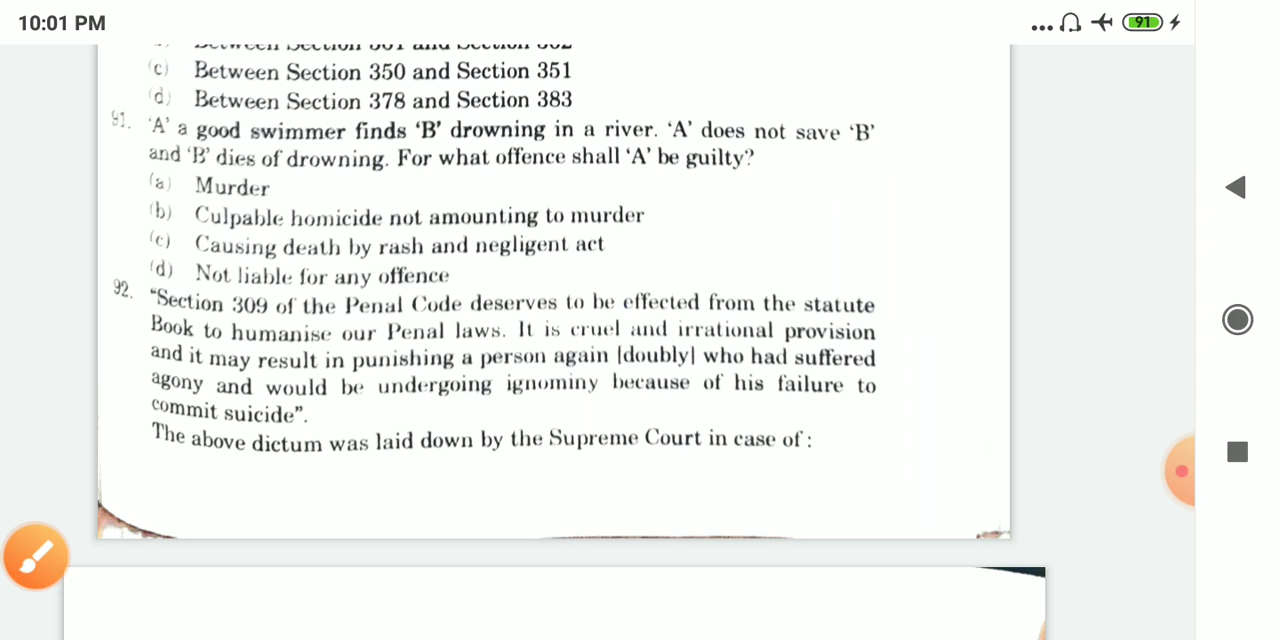 10:01 PM
91
Between Section
(c) Between Section 350 and Section 351
(d) Between Section 378 and Section 383
91. ‘A’ a good swimmer finds ‘B’ drowning in a river. ‘A’ does not save ‘B’
and ‘B’ dies of drowning. For what offence shall ‘A’ be guilty?
(a) Murder
(b) Culpable homicide not amounting to murder
(c) Causing death by rash and negligent act
(d) Not liable for any offence
92. “Section 309 of the Penal Code deserves to be effected from the statute
Book to humanise our Penal laws. It is cruel and irrational provision
and it may result in punishing a person again [doubly] who had suffered
agony and would be undergoing ignominy because of his failure to
commit suicide”.
The above dictum was laid down by the Supreme Court in case of :